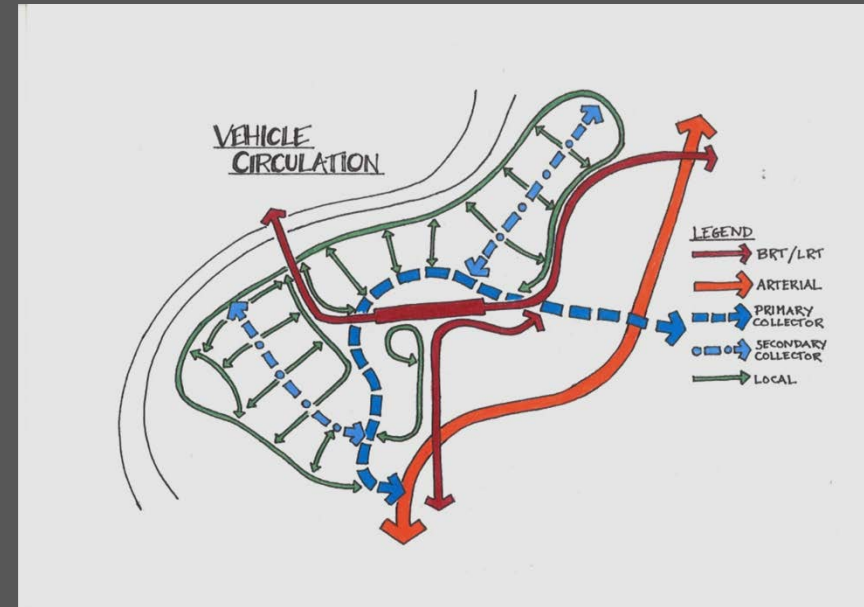 VEHICLE
CIRCULATION
LEGEND
BRT/LRT
ARTERIAL
PRIMARY
COLLECTOR
SECONDARY
COLLECTOR
LOCAL